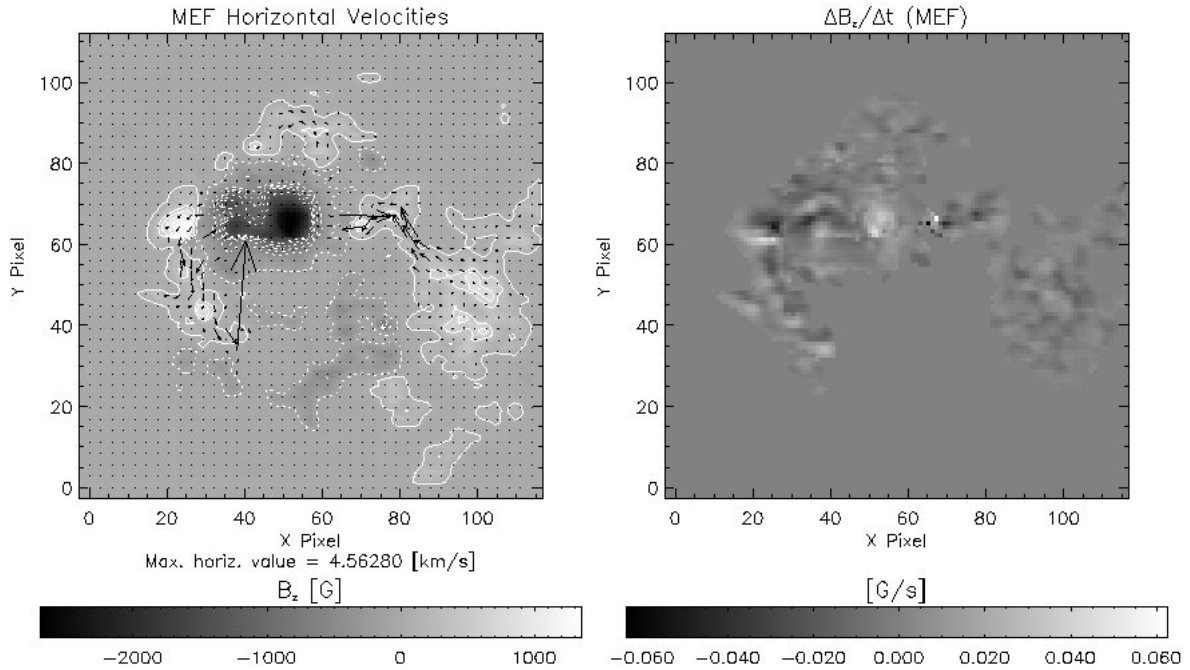 MEF Horizontal Velocities
ΔB_z/Δt (MEF)
Y Pixel
100
80
60
40
20
0
0 20 40 60 80 100
X Pixel
Max. horiz. value = 4.56280 [km/s]
Y Pixel
100
80
60
40
20
0
0 20 40 60 80 100
X Pixel
B_z [G]
-2000 -1000 0 1000
[G/s]
-0.060 -0.040 -0.020 0.000 0.020 0.040 0.060